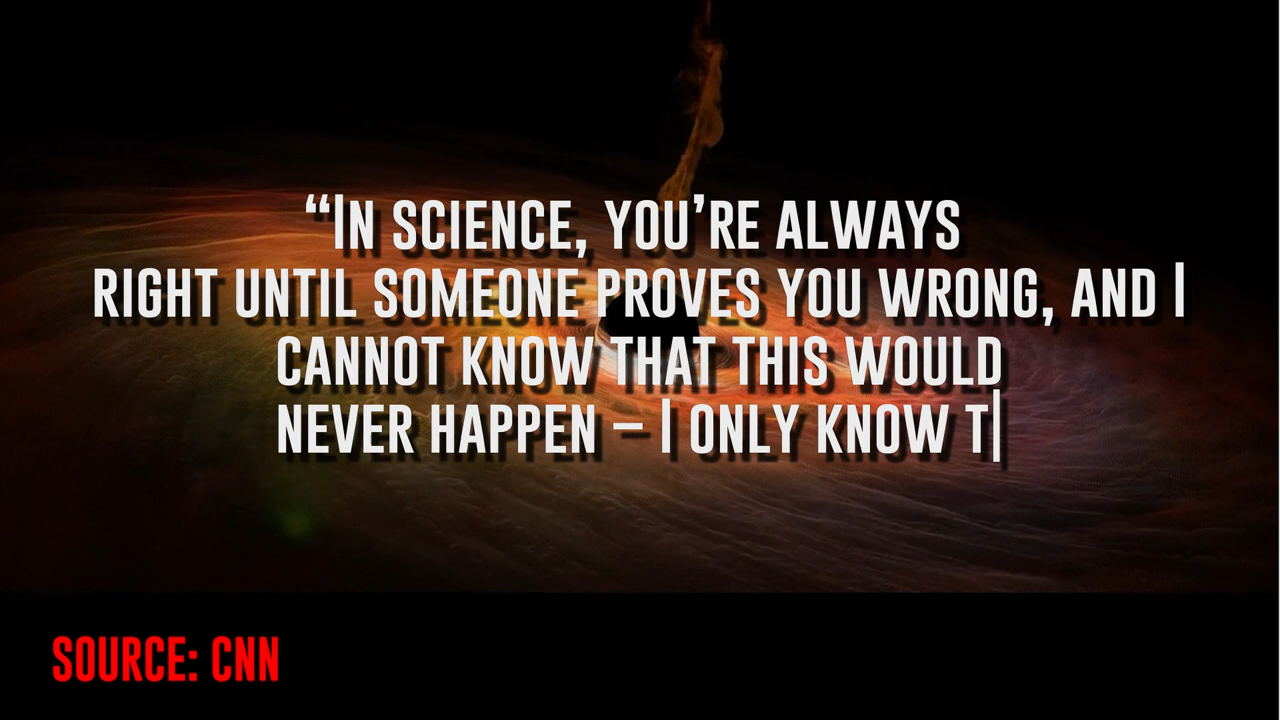 “In science, you’re always
right until someone proves you wrong, and I
cannot know that this would
never happen – I only know t|
Source: CNN